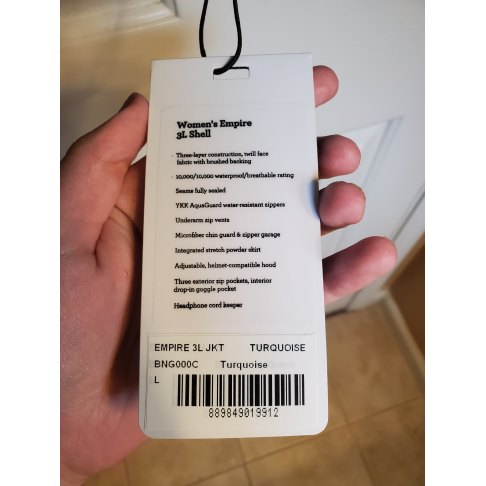 Women's Empire
3L Shell
· Three-layer construction, twill face
fabric with brushed backing
· 10,000/10,000 waterproof/breathable rating
Seams fully sealed
YKK AquaGuard water-resistant zippers
Underarm zip vents
Microfiber chin guard & zipper garage
Integrated stretch powder skirt
Adjustable, helmet-compatible hood
Three exterior zip pockets, interior
drop-in goggle pocket
Headphone cord keeper
EMPIRE 3L JKT TURQUOISE
BNG000C Turquoise
L
889849019912